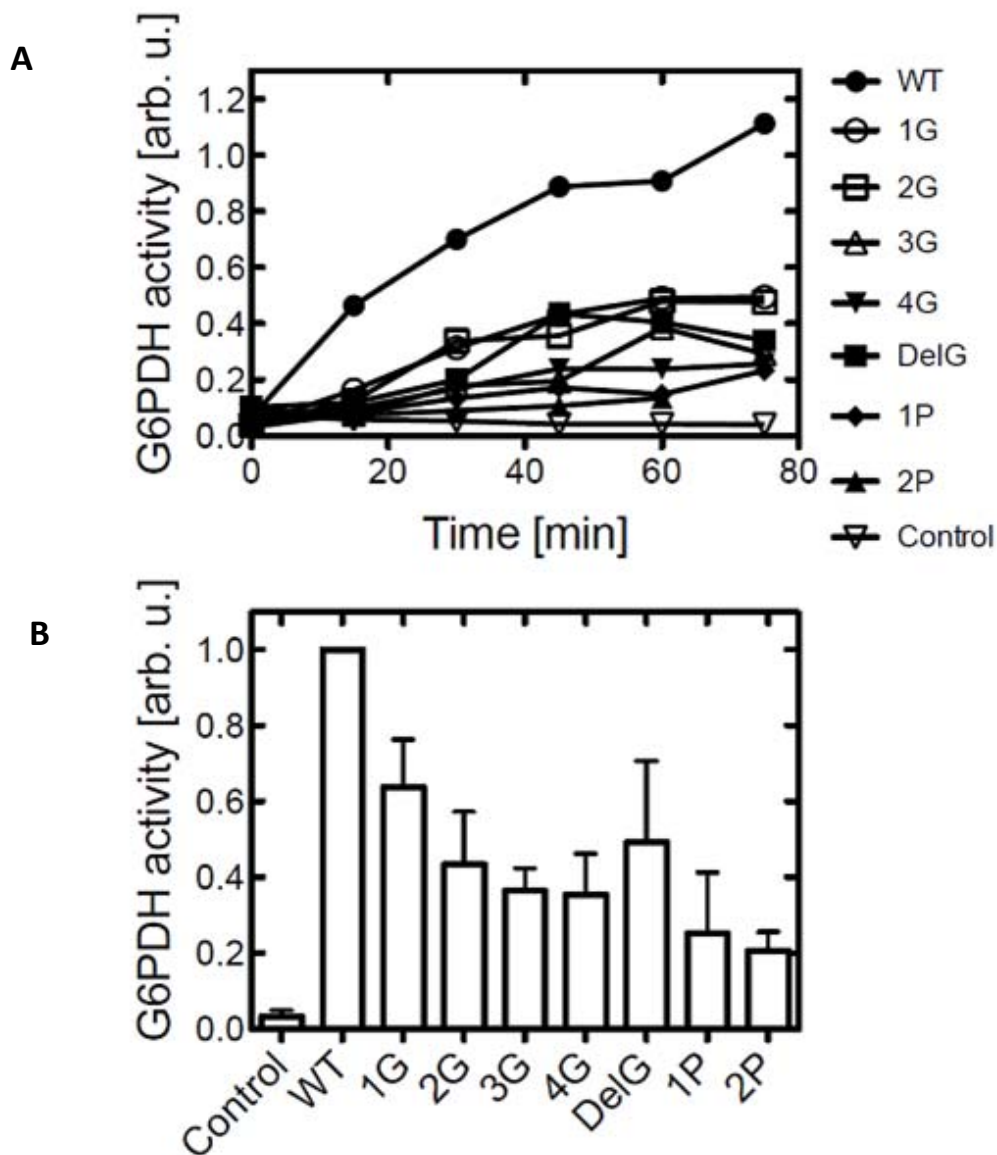 A
G6PDH activity [arb. u.]
1.2
1.0
0.8
0.6
0.4
0.2
0.0
0 20 40 60 80
Time [min]
WT
1G
2G
3G
4G
DelG
1P
2P
Control
B
G6PDH activity [arb. u.]
1.0
0.8
0.6
0.4
0.2
0.0
Control WT 1G 2G 3G 4G DelG 1P 2P